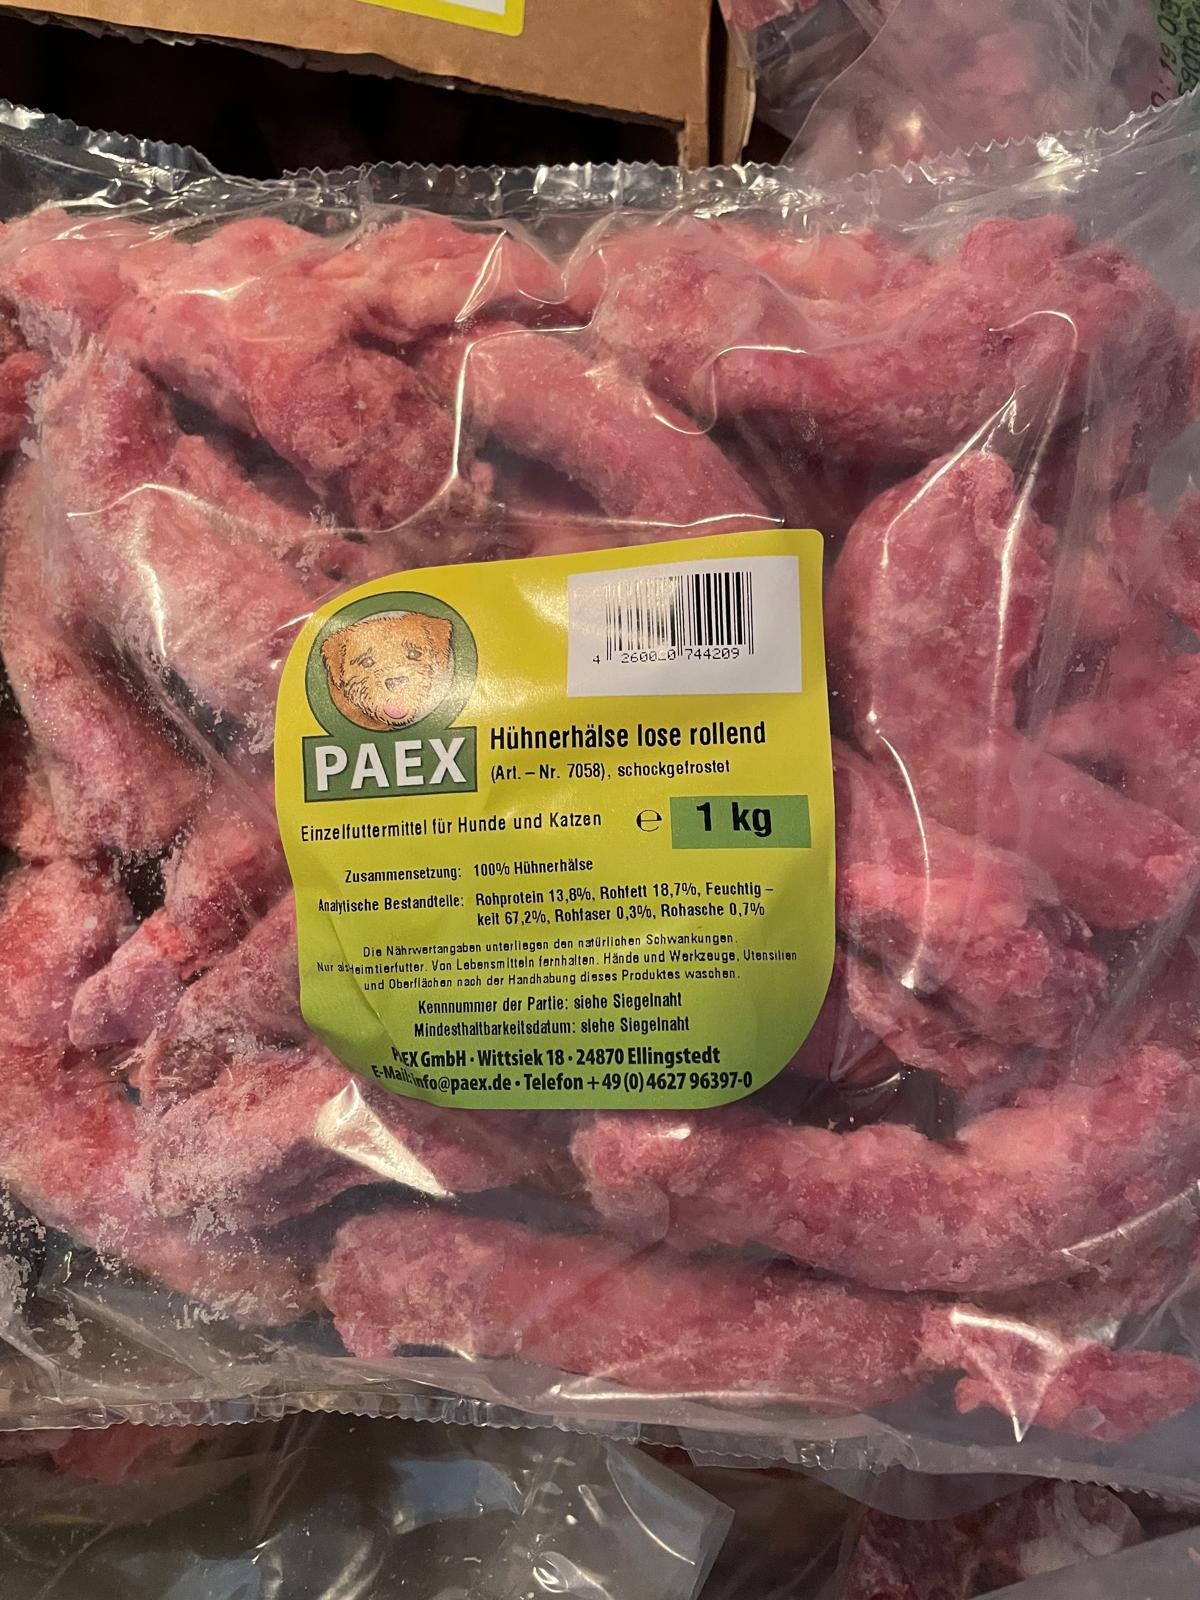 4 260020 744209
PAEX
Hühnerhälse lose rollend
(Art. – Nr. 7058), schockgefrostet
Einzelfuttermittel für Hunde und Katzen ℮ 1 kg
Zusammensetzung: 100% Hühnerhälse
Analytische Bestandteile: Rohprotein 13,8%, Rohfett 18,7%, Feuchtig –
keit 67,2%, Rohfaser 0,3%, Rohasche 0,7%
Die Nährwertangaben unterliegen den natürlichen Schwankungen.
Nur als Heimtierfutter. Von Lebensmitteln fernhalten. Hände und Werkzeuge, Utensilien
und Oberflächen nach der Handhabung dieses Produktes waschen.
Kennnummer der Partie: siehe Siegelnaht
Mindesthaltbarkeitsdatum: siehe Siegelnaht
PAEX GmbH · Wittsiek 18 · 24870 Ellingstedt
E-Mail: info@paex.de · Telefon +49 (0) 4627 96397-0